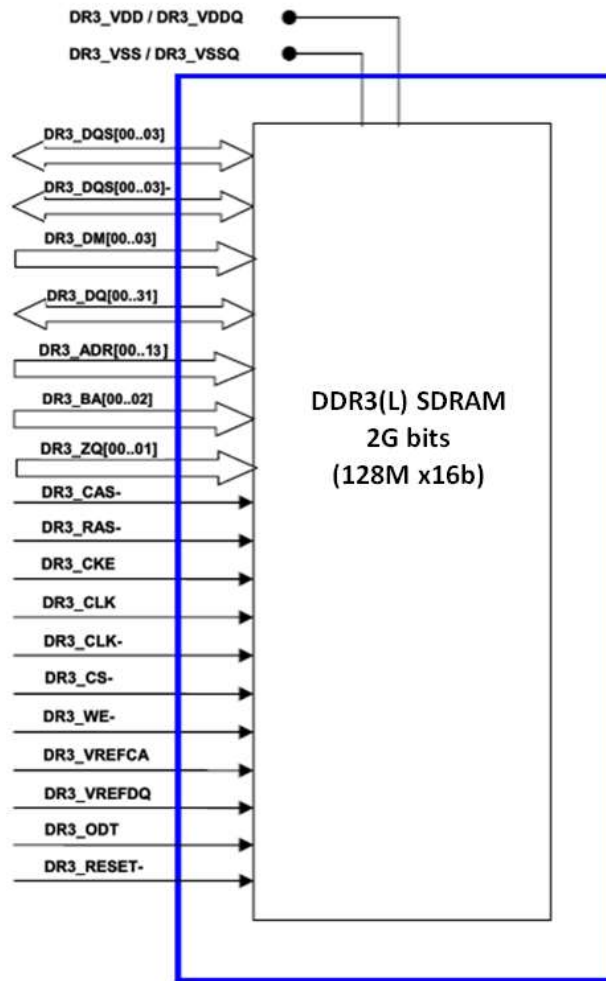 DR3_VDD / DR3_VDDQ
DR3_VSS / DR3_VSSQ
DR3_DQS[00..03]
DR3_DQS[00..03]-
DR3_DM[00..03]
DR3_DQ[00..31]
DR3_ADR[00..13]
DR3_BA[00..02]
DR3_ZQ[00..01]
DR3_CAS-
DR3_RAS-
DR3_CKE
DR3_CLK
DR3_CLK-
DR3_CS-
DR3_WE-
DR3_VREFCA
DR3_VREFDQ
DR3_ODT
DR3_RESET-
DDR3(L) SDRAM
2G bits
(128M x16b)